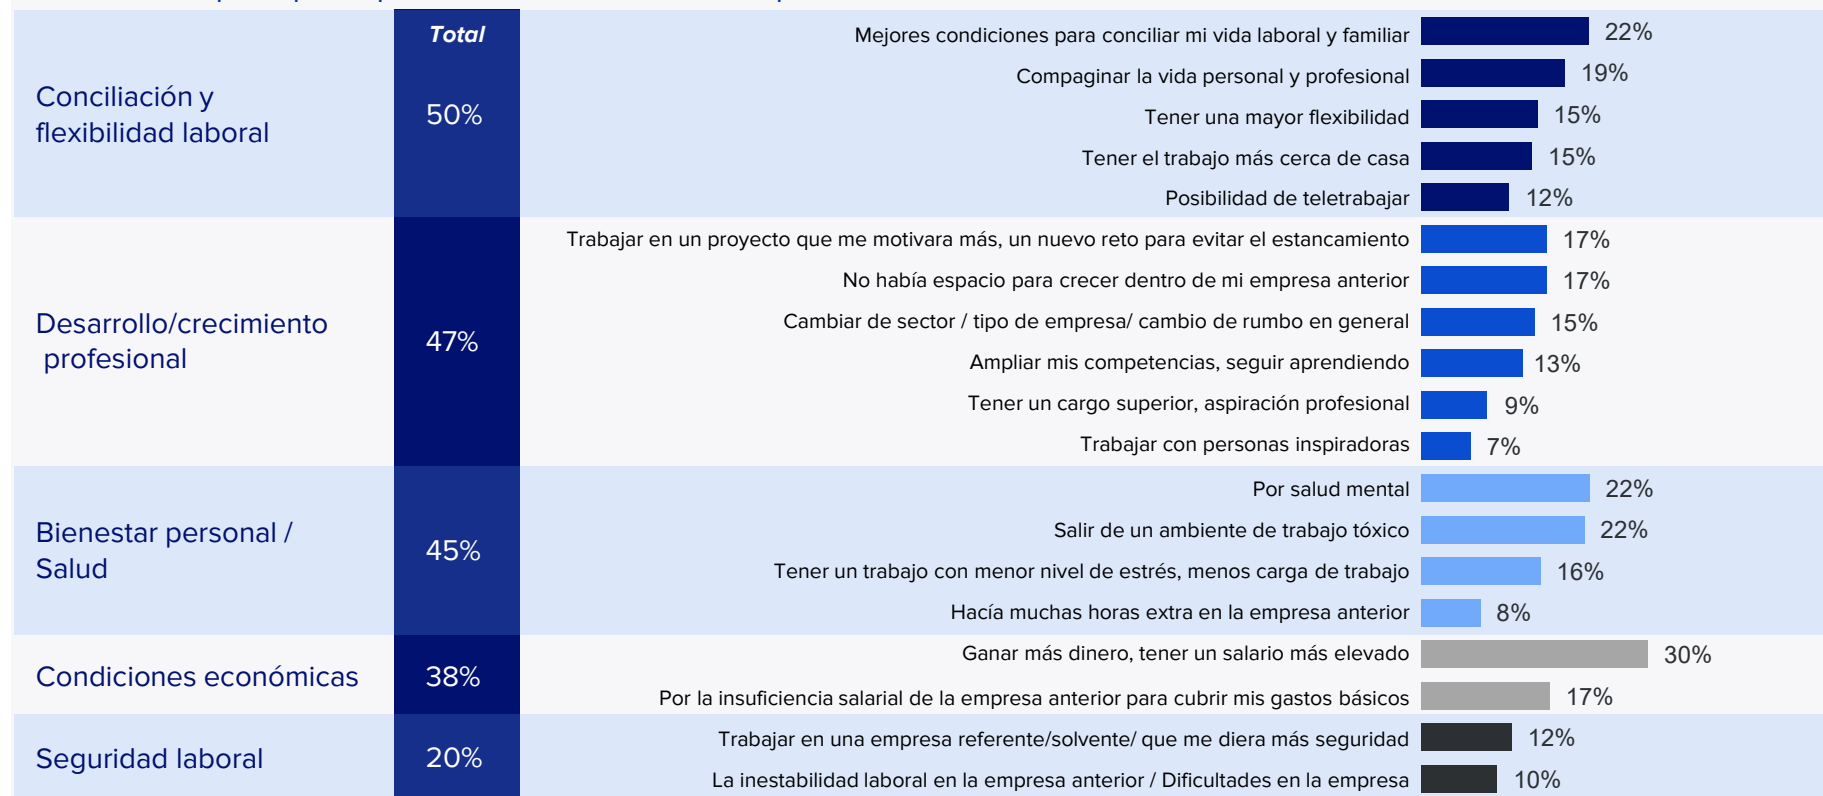 Total
Conciliación y
flexibilidad laboral
50%
Mejores condiciones para conciliar mi vida laboral y familiar 22%
Compaginar la vida personal y profesional 19%
Tener una mayor flexibilidad 15%
Tener el trabajo más cerca de casa 15%
Posibilidad de teletrabajar 12%
Desarrollo/crecimiento
profesional
47%
Trabajar en un proyecto que me motivara más, un nuevo reto para evitar el estancamiento 17%
No había espacio para crecer dentro de mi empresa anterior 17%
Cambiar de sector / tipo de empresa/ cambio de rumbo en general 15%
Ampliar mis competencias, seguir aprendiendo 13%
Tener un cargo superior, aspiración profesional 9%
Trabajar con personas inspiradoras 7%
Bienestar personal /
Salud
45%
Por salud mental 22%
Salir de un ambiente de trabajo tóxico 22%
Tener un trabajo con menor nivel de estrés, menos carga de trabajo 16%
Hacía muchas horas extra en la empresa anterior 8%
Condiciones económicas
38%
Ganar más dinero, tener un salario más elevado 30%
Por la insuficiencia salarial de la empresa anterior para cubrir mis gastos básicos 17%
Seguridad laboral
20%
Trabajar en una empresa referente/solvente/ que me diera más seguridad 12%
La inestabilidad laboral en la empresa anterior / Dificultades en la empresa 10%